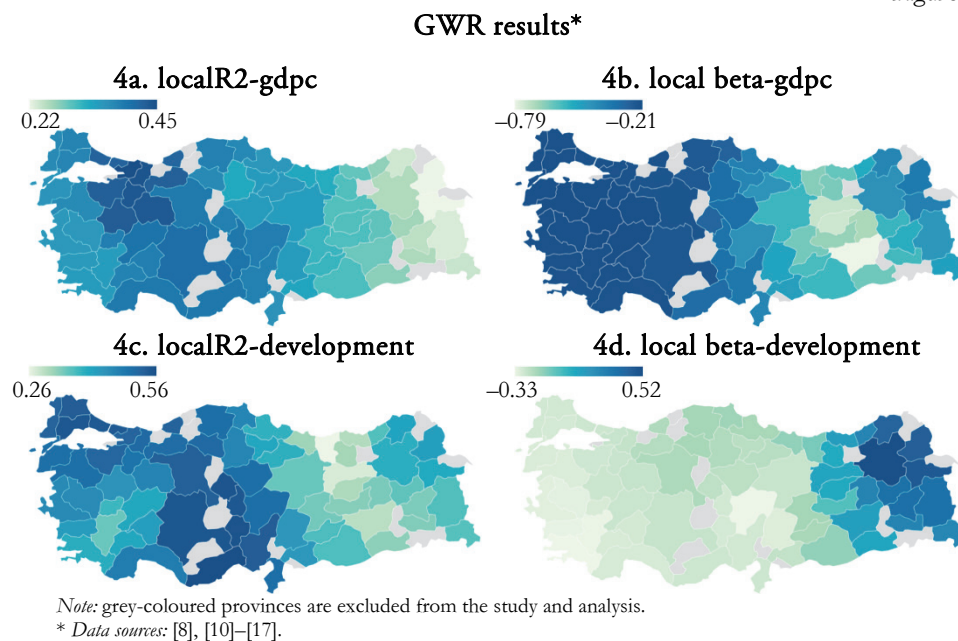 GWR results*
4a. localR2-gdpc
4b. local beta-gdpc
0.22 0.45
−0.79 −0.21
4c. localR2-development
4d. local beta-development
0.26 0.56
−0.33 0.52
Note: grey-coloured provinces are excluded from the study and analysis.
* Data sources: [8], [10]–[17].